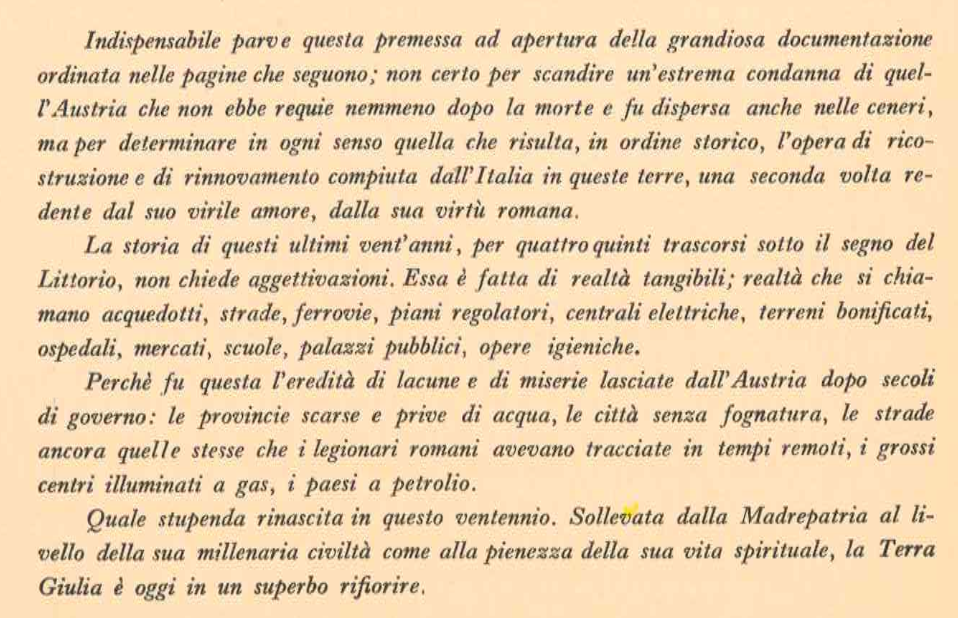 Indispensabile parve questa premessa ad apertura della grandiosa documentazione
ordinata nelle pagine che seguono; non certo per scandire un'estrema condanna di quel-
l'Austria che non ebbe requie nemmeno dopo la morte e fu dispersa anche nelle ceneri,
ma per determinare in ogni senso quella che risulta, in ordine storico, l'opera di rico-
struzione e di rinnovamento compiuta dall'Italia in queste terre, una seconda volta re-
dente dal suo virile amore, dalla sua virtù romana.
La storia di questi ultimi vent'anni, per quattro quinti trascorsi sotto il segno del
Littorio, non chiede aggettivazioni. Essa è fatta di realtà tangibili; realtà che si chia-
mano acquedotti, strade, ferrovie, piani regolatori, centrali elettriche, terreni bonificati,
ospedali, mercati, scuole, palazzi pubblici, opere igieniche.
Perchè fu questa l'eredità di lacune e di miserie lasciate dall'Austria dopo secoli
di governo: le provincie scarse e prive di acqua, le città senza fognatura, le strade
ancora quelle stesse che i legionari romani avevano tracciate in tempi remoti, i grossi
centri illuminati a gas, i paesi a petrolio.
Quale stupenda rinascita in questo ventennio. Sollevata dalla Madrepatria al li-
vello della sua millenaria civiltà come alla pienezza della sua vita spirituale, la Terra
Giulia è oggi in un superbo rifiorire.